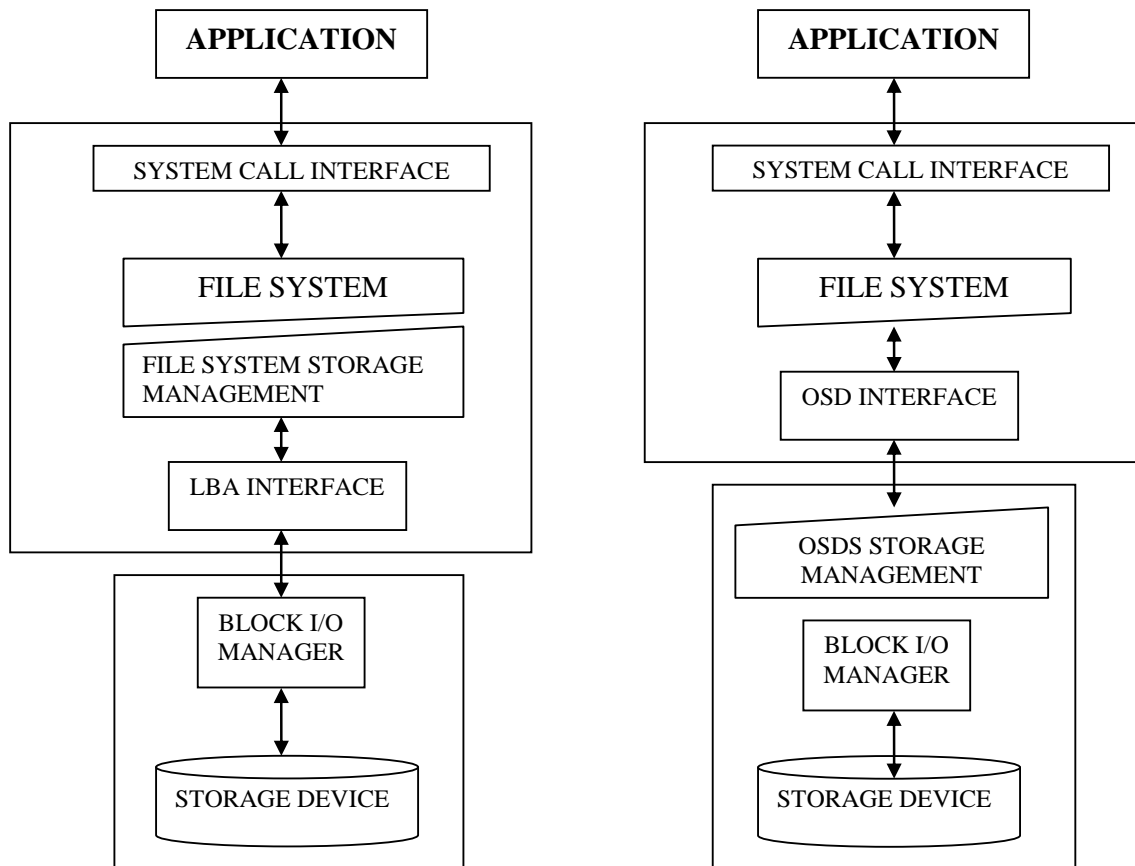 APPLICATION
SYSTEM CALL INTERFACE
FILE SYSTEM
FILE SYSTEM STORAGE
MANAGEMENT
LBA INTERFACE
BLOCK I/O
MANAGER
STORAGE DEVICE
APPLICATION
SYSTEM CALL INTERFACE
FILE SYSTEM
OSD INTERFACE
OSDS STORAGE
MANAGEMENT
BLOCK I/O
MANAGER
STORAGE DEVICE